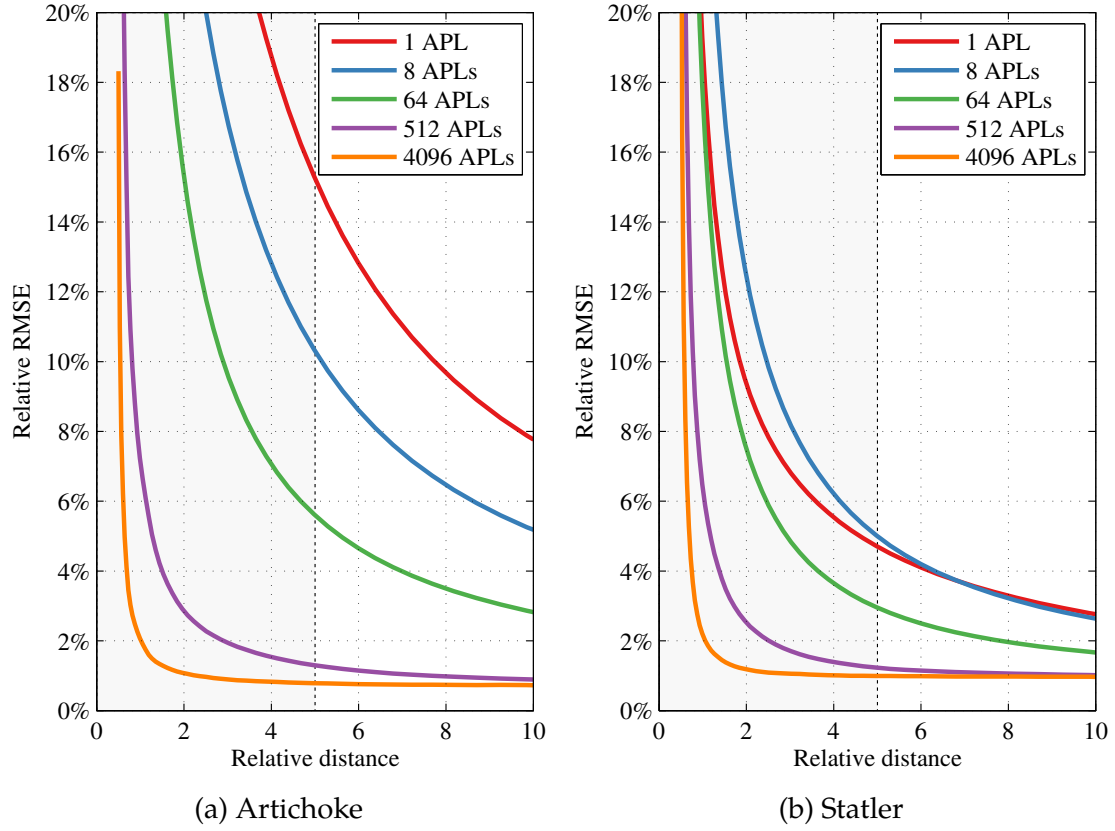 20%
18%
16%
14%
12%
10%
8%
6%
4%
2%
0%
0 2 4 6 8 10
Relative RMSE
Relative distance
1 APL
8 APLs
64 APLs
512 APLs
4096 APLs
(a) Artichoke
20%
18%
16%
14%
12%
10%
8%
6%
4%
2%
0%
0 2 4 6 8 10
Relative RMSE
Relative distance
1 APL
8 APLs
64 APLs
512 APLs
4096 APLs
(b) Statler